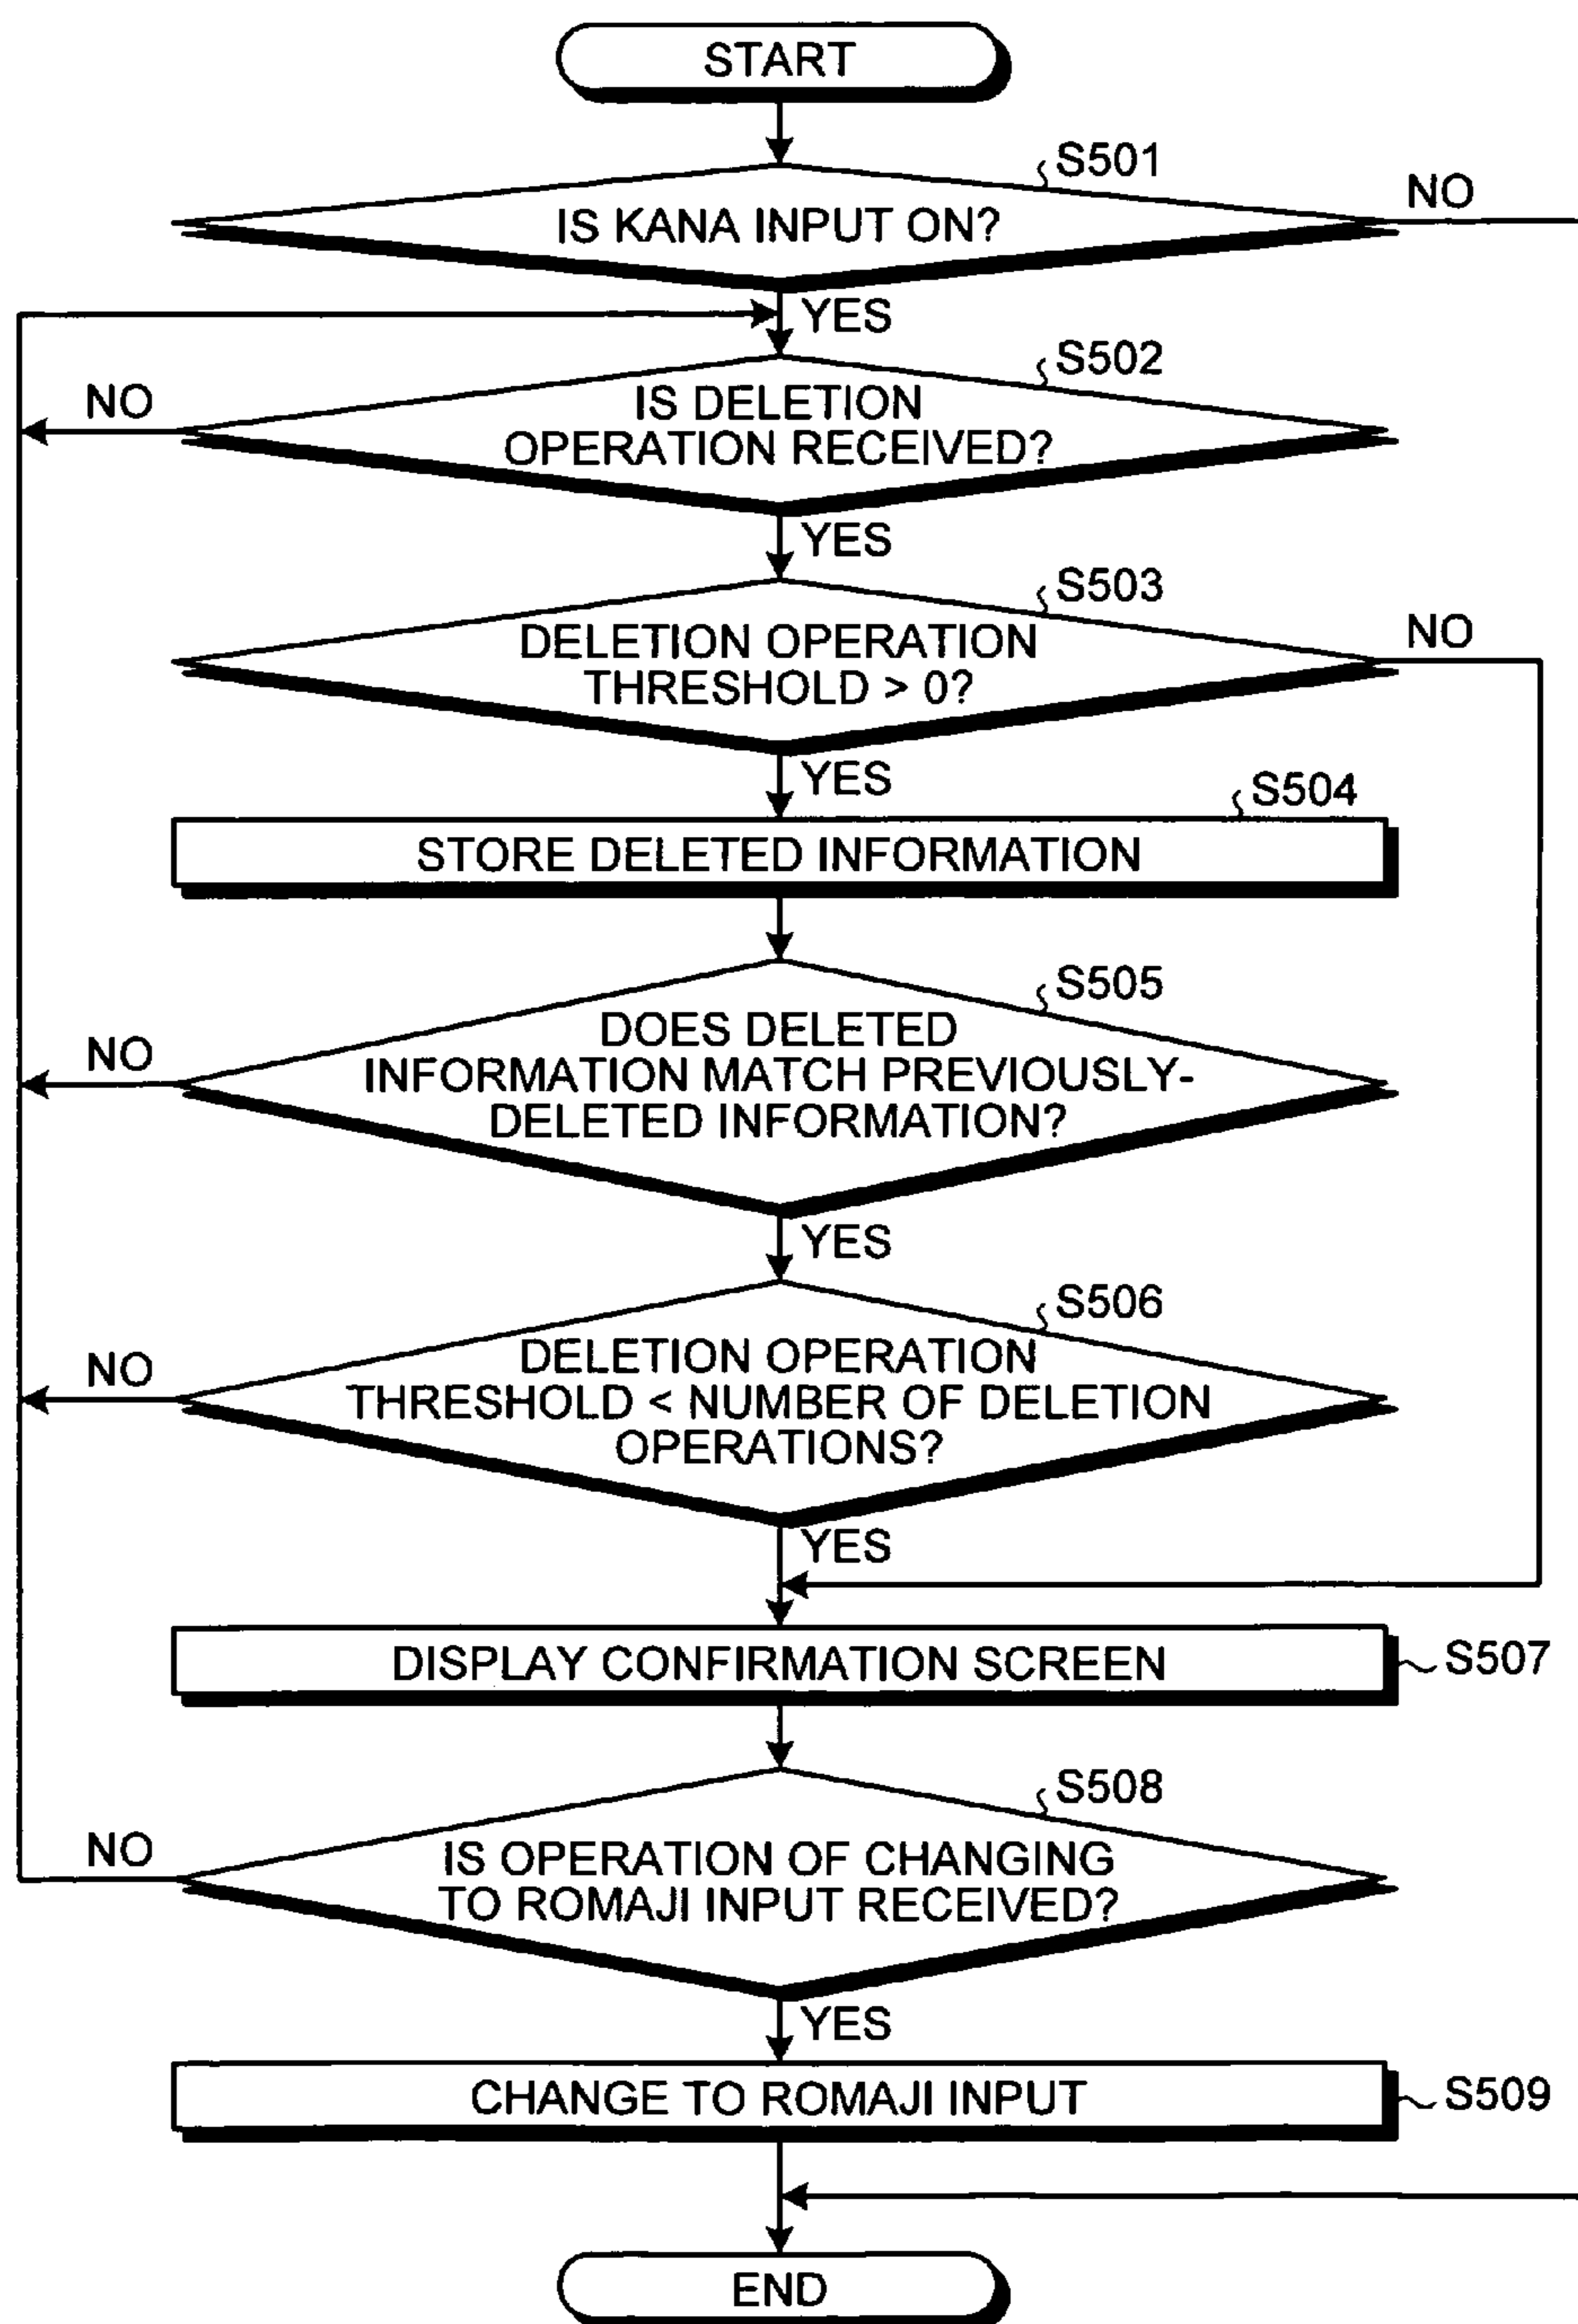 START
S501
IS KANA INPUT ON?
NO
YES
S502
NO
IS DELETION
OPERATION RECEIVED?
YES
S503
DELETION OPERATION
THRESHOLD > 0?
NO
YES
S504
STORE DELETED INFORMATION
S505
NO
DOES DELETED
INFORMATION MATCH PREVIOUSLY-
DELETED INFORMATION?
YES
S506
NO
DELETION OPERATION
THRESHOLD < NUMBER OF DELETION
OPERATIONS?
YES
DISPLAY CONFIRMATION SCREEN
S507
S508
NO
IS OPERATION OF CHANGING
TO ROMAJI INPUT RECEIVED?
YES
CHANGE TO ROMAJI INPUT
S509
END